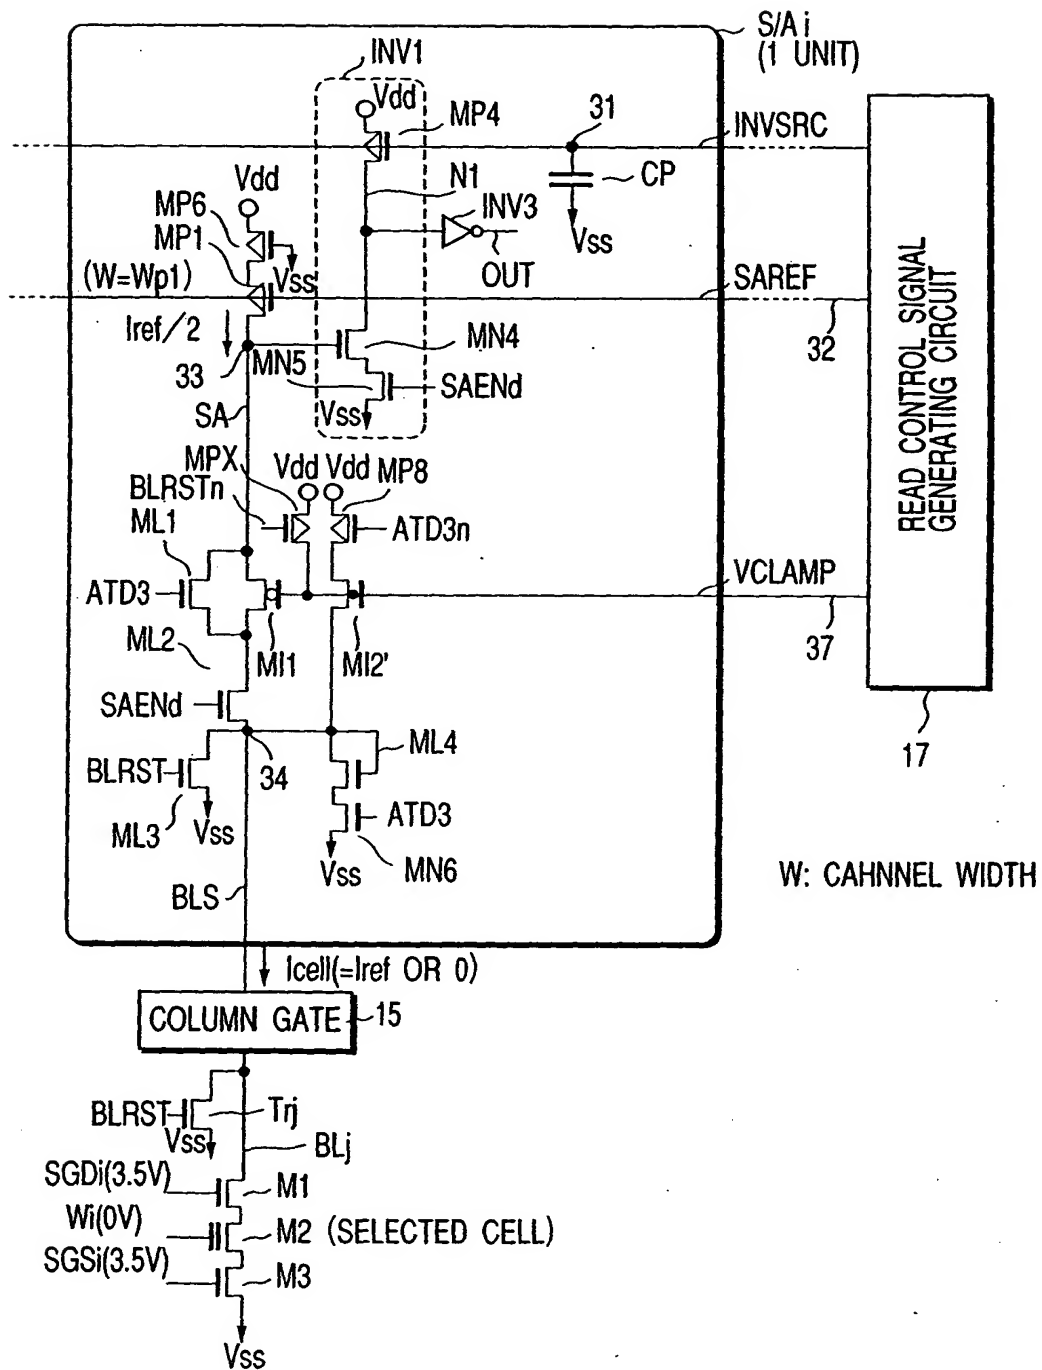 S/A i
(1 UNIT)
INV1
Vdd
MP4
31
INVSRC
N1
INV3
CP
Vss
OUT
Vdd
MP6
MP1
Vss
(W=Wp1)
SAREF
32
Iref/2
33
MN5
MN4
SAENd
Vss
SA
MPX
Vdd
Vdd
MP8
BLRSTn
ML1
ATD3n
ATD3
VCLAMP
37
ML2
MI1
MI2'
SAENd
34
ML4
BLRST
ML3
Vss
ATD3
MN6
Vss
BLS
READ CONTROL SIGNAL
GENERATING CIRCUIT
17
W: CAHNNEL WIDTH
Icell(=Iref OR 0)
COLUMN GATE
15
BLRST
Trj
Vss
BLj
SGDi(3.5V)
M1
Wi(0V)
M2 (SELECTED CELL)
SGSi(3.5V)
M3
Vss